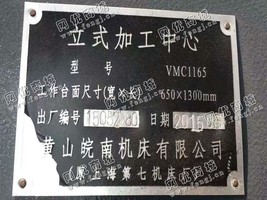 立式加工中心
型号 VMC1165
工作台面尺寸(宽×长) 650×1300mm
出厂编号 日期 2015
黄山皖南机床有限公司
(原上海第七机床